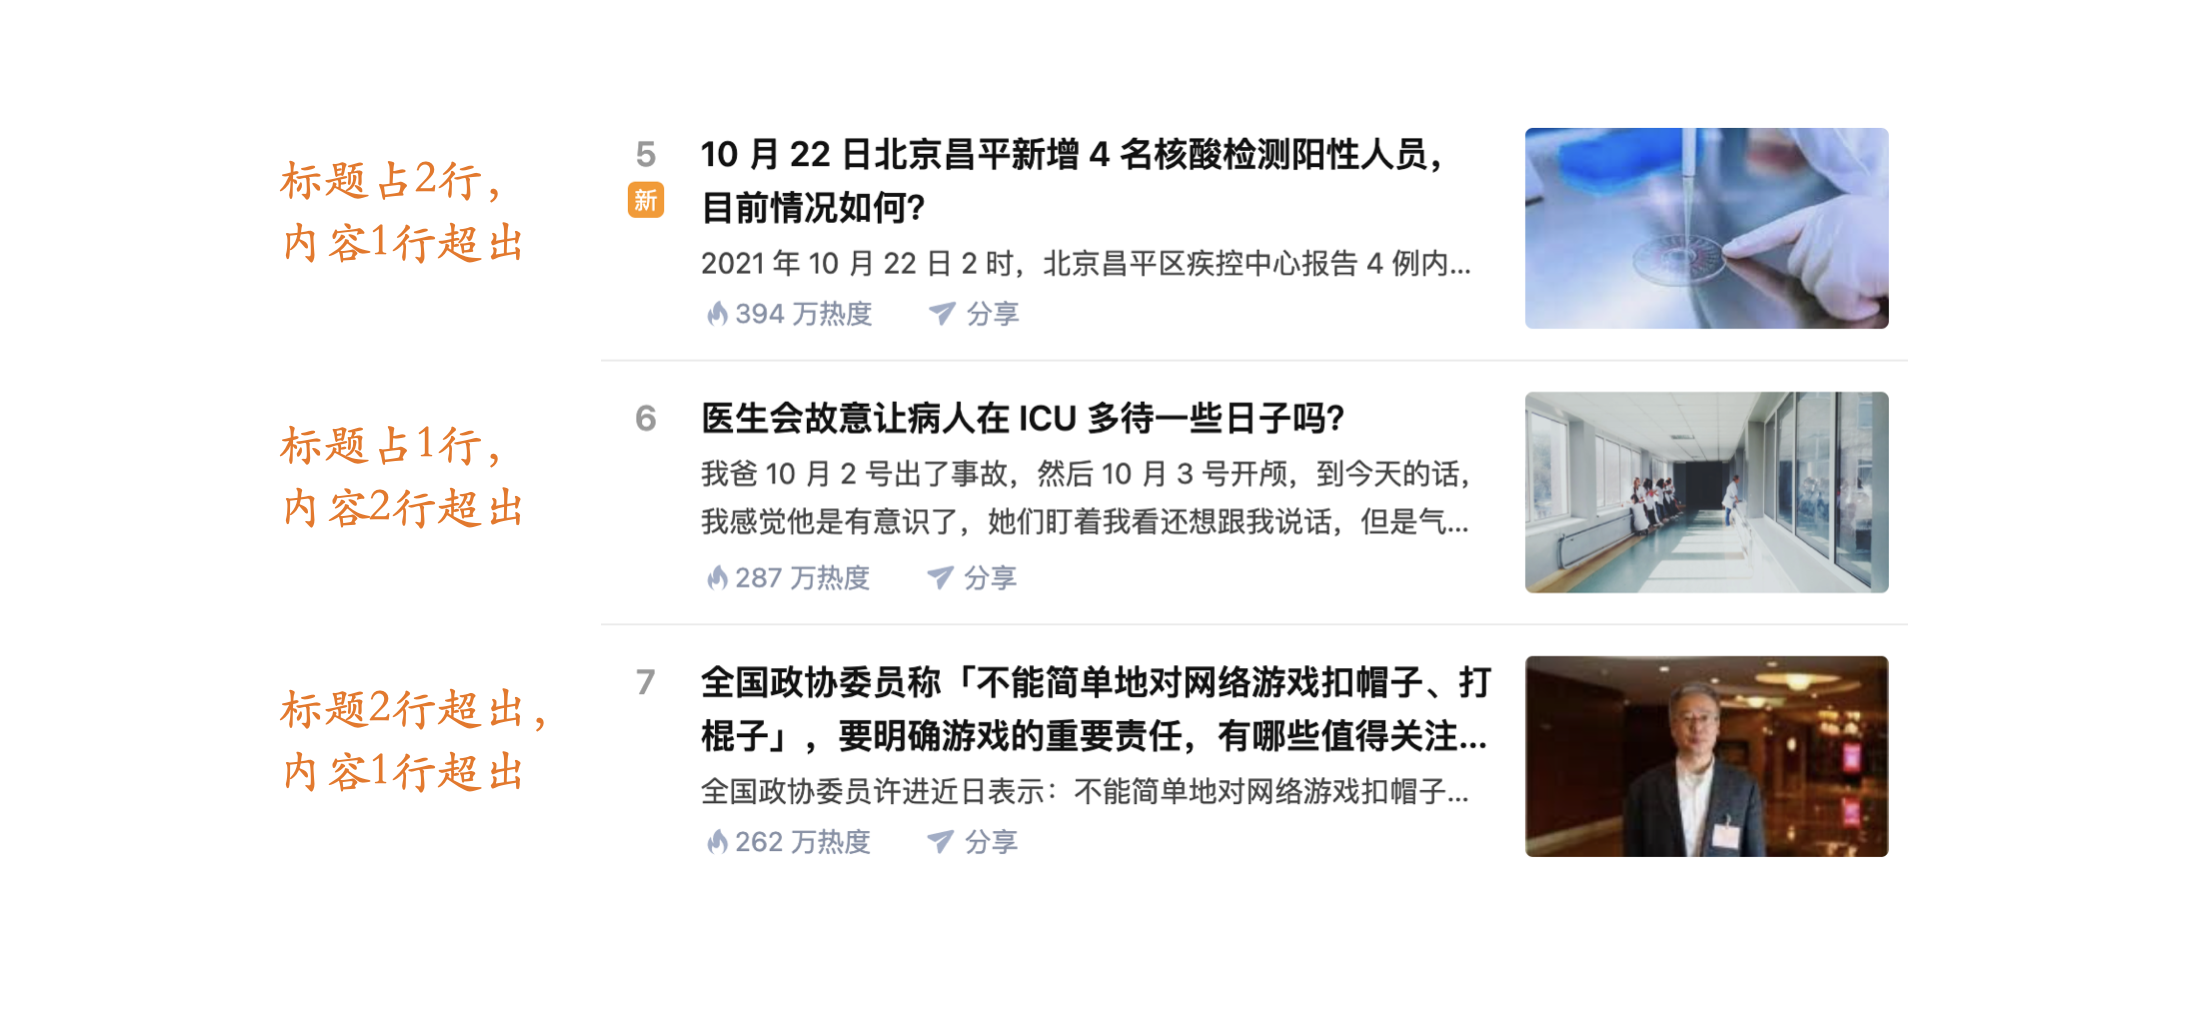 标题占2行，
内容1行超出
5
新
10 月 22 日北京昌平新增 4 名核酸检测阳性人员，
目前情况如何？
2021 年 10 月 22 日 2 时，北京昌平区疾控中心报告 4 例内...
394 万热度 分享
标题占1行，
内容2行超出
6
医生会故意让病人在 ICU 多待一些日子吗？
我爸 10 月 2 号出了事故，然后 10 月 3 号开颅，到今天的话，
我感觉他是有意识了，她们盯着我看还想跟我说话，但是气...
287 万热度 分享
标题2行超出，
内容1行超出
7
全国政协委员称「不能简单地对网络游戏扣帽子、打
棍子」，要明确游戏的重要责任，有哪些值得关注...
全国政协委员许进近日表示：不能简单地对网络游戏扣帽子...
262 万热度 分享